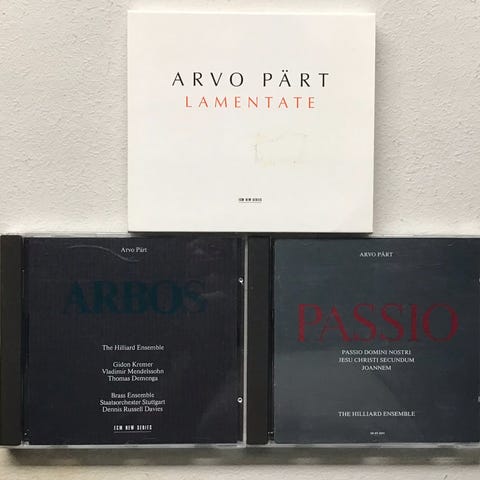 ARVO PÄRT
LAMENTATE
ECM NEW SERIES
Arvo Pärt
ARBOS
The Hilliard Ensemble
Gidon Kremer
Vladimir Mendelssohn
Thomas Demenga
Brass Ensemble
Staatsorchester Stuttgart
Dennis Russell Davies
ECM NEW SERIES
ARVO PÄRT
PASSIO
PASSIO DOMINI NOSTRI
JESU CHRISTI SECUNDUM
JOANNEM
THE HILLIARD ENSEMBLE